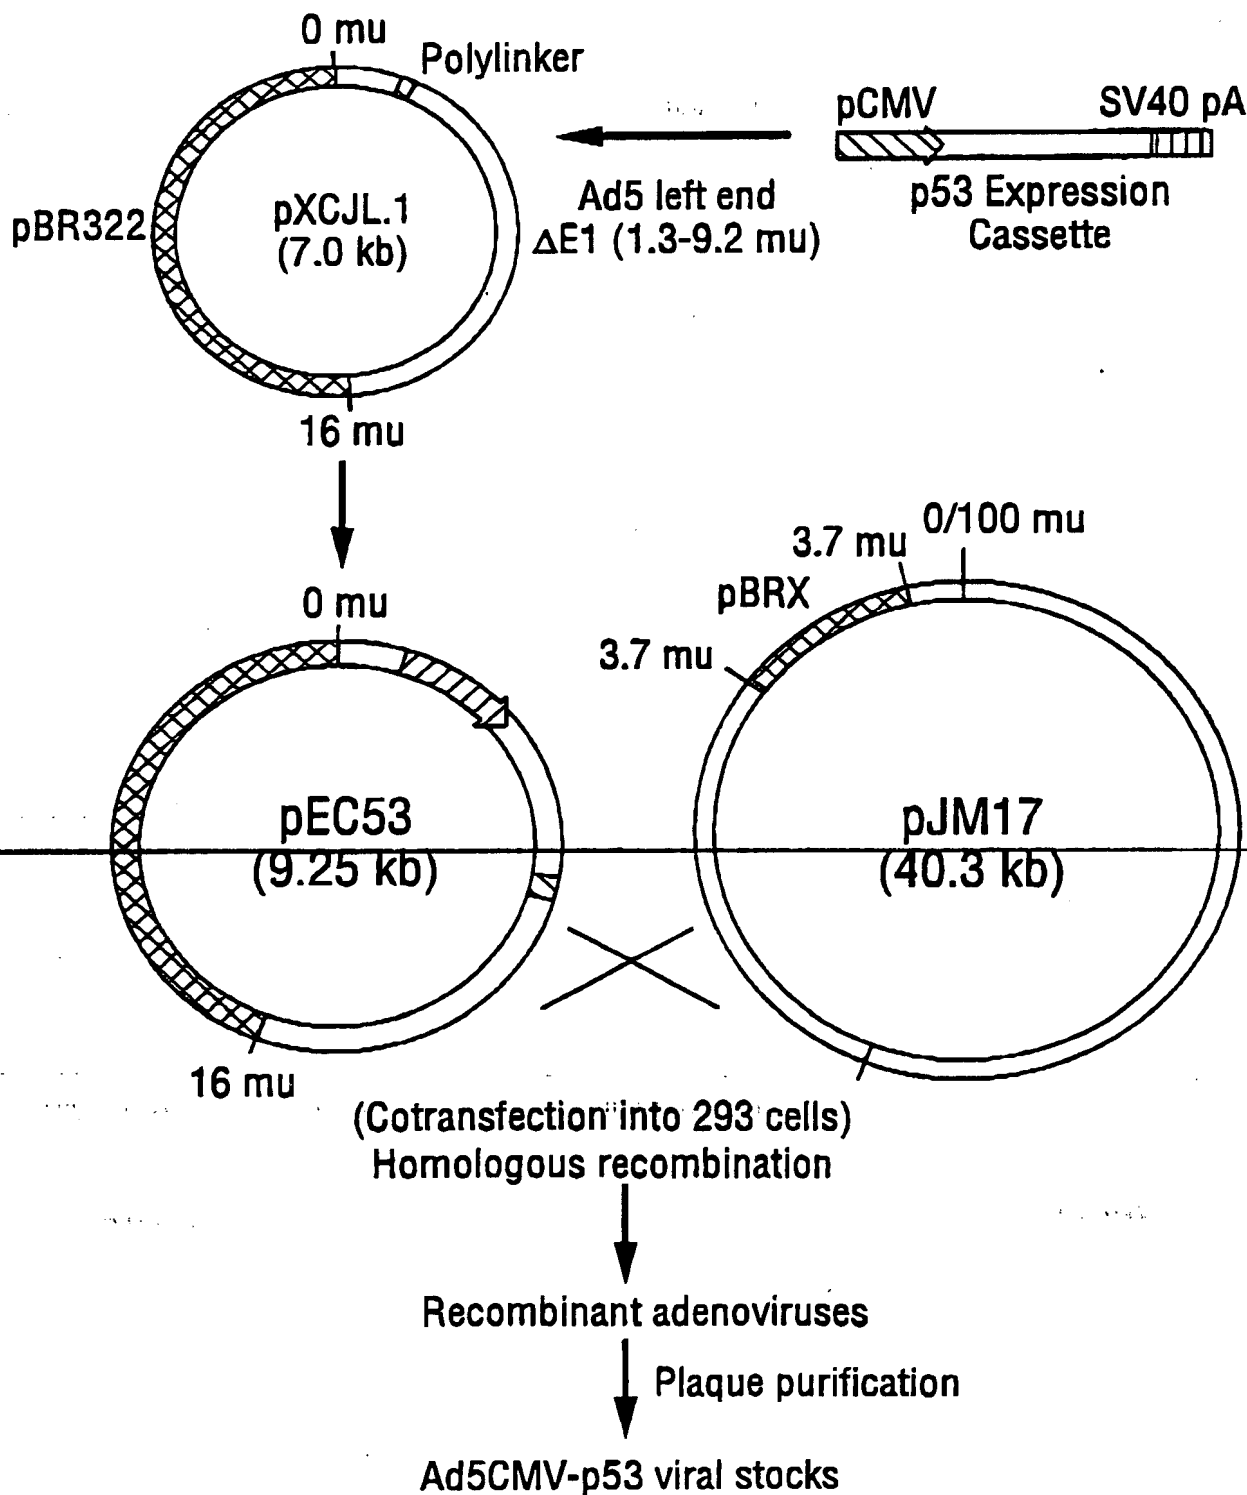 0 mu
Polylinker
pCMV
SV40 pA
pBR322
pXCJL.1
(7.0 kb)
Ad5 left end
ΔE1 (1.3-9.2 mu)
p53 Expression
Cassette
16 mu
0 mu
3.7 mu
0/100 mu
pBRX
3.7 mu
pEC53
(9.25 kb)
pJM17
(40.3 kb)
16 mu
(Cotransfection into 293 cells)
Homologous recombination
Recombinant adenoviruses
Plaque purification
Ad5CMV-p53 viral stocks